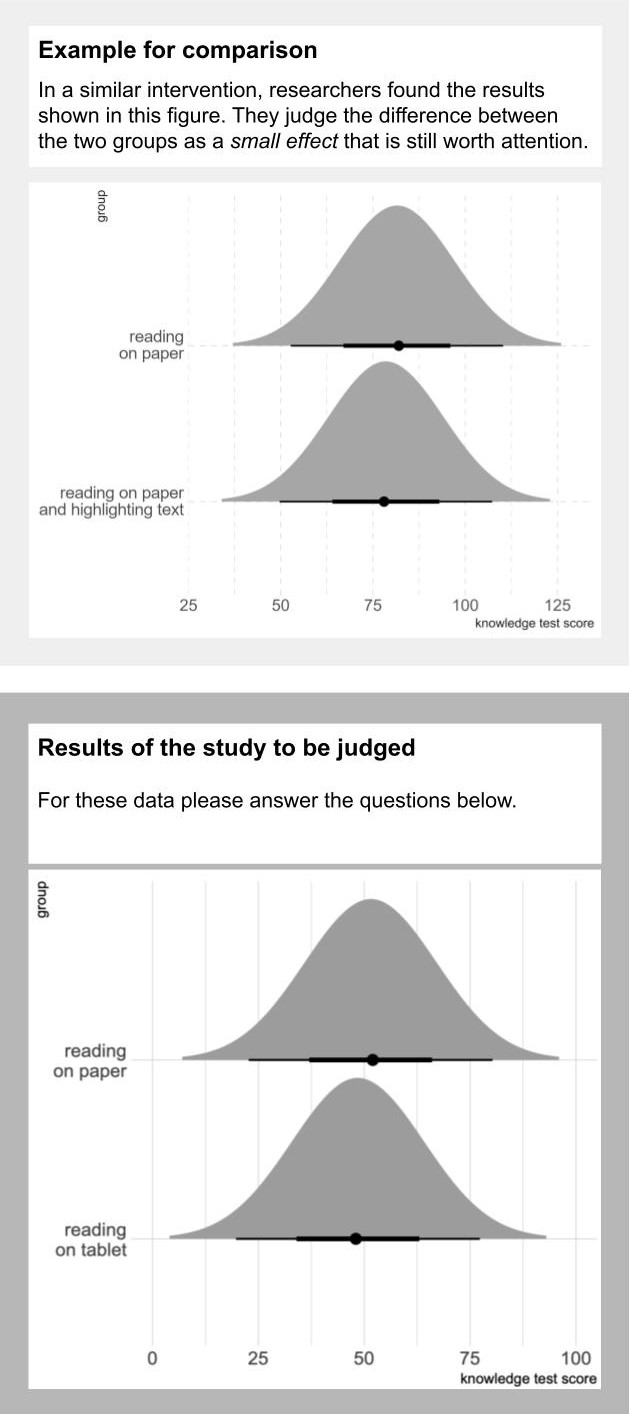 Example for comparison
In a similar intervention, researchers found the results
shown in this figure. They judge the difference between
the two groups as a small effect that is still worth attention.
group
reading
on paper
reading on paper
and highlighting text
25 50 75 100 125
knowledge test score
Results of the study to be judged
For these data please answer the questions below.
group
reading
on paper
reading
on tablet
0 25 50 75 100
knowledge test score